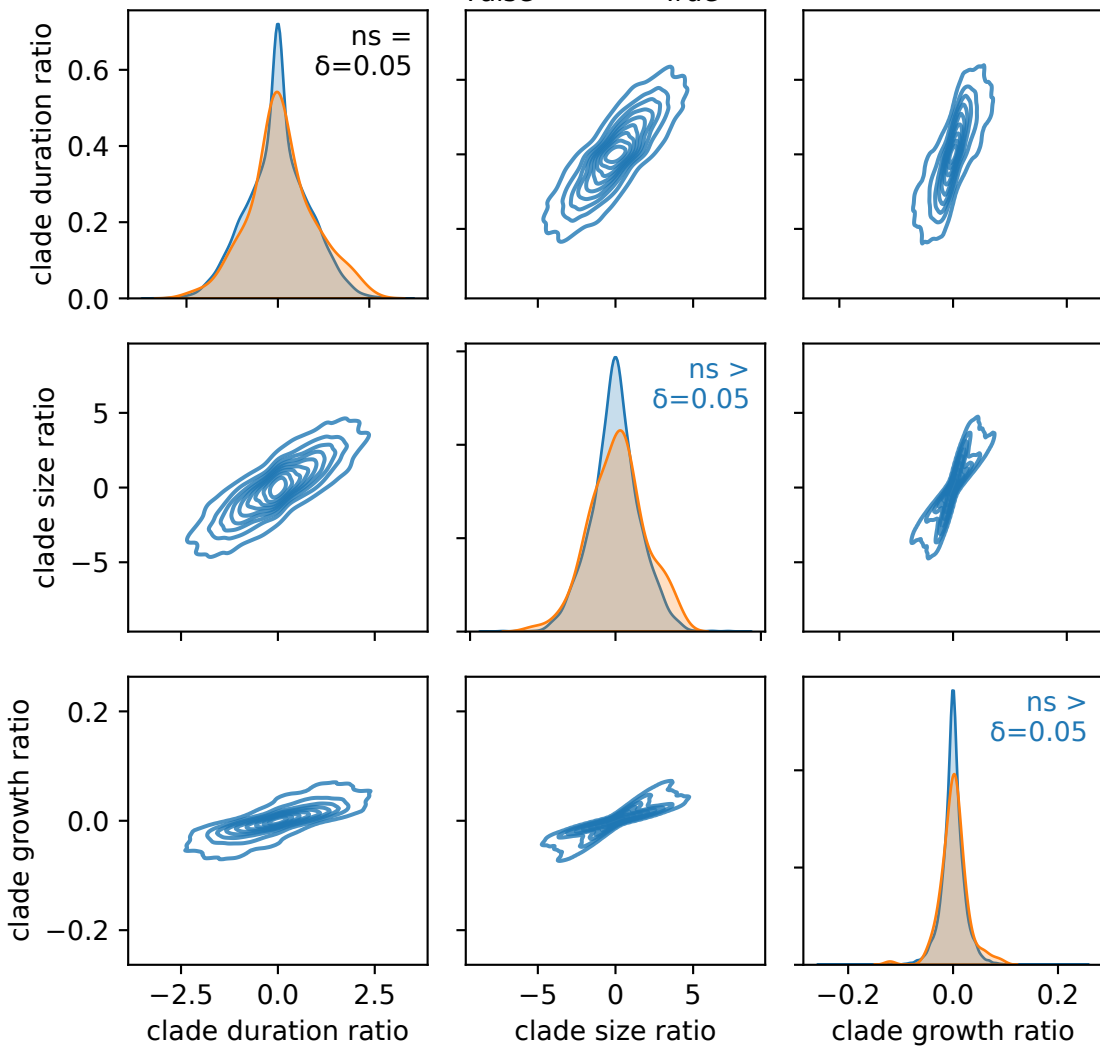 clade duration ratio
0.6
0.4
0.2
0.0
ns =
δ=0.05
clade size ratio
5
0
−5
ns >
δ=0.05
clade growth ratio
0.2
0.0
−0.2
ns >
δ=0.05
−2.5 0.0 2.5
−5 0 5
−0.2 0.0 0.2
clade duration ratio
clade size ratio
clade growth ratio